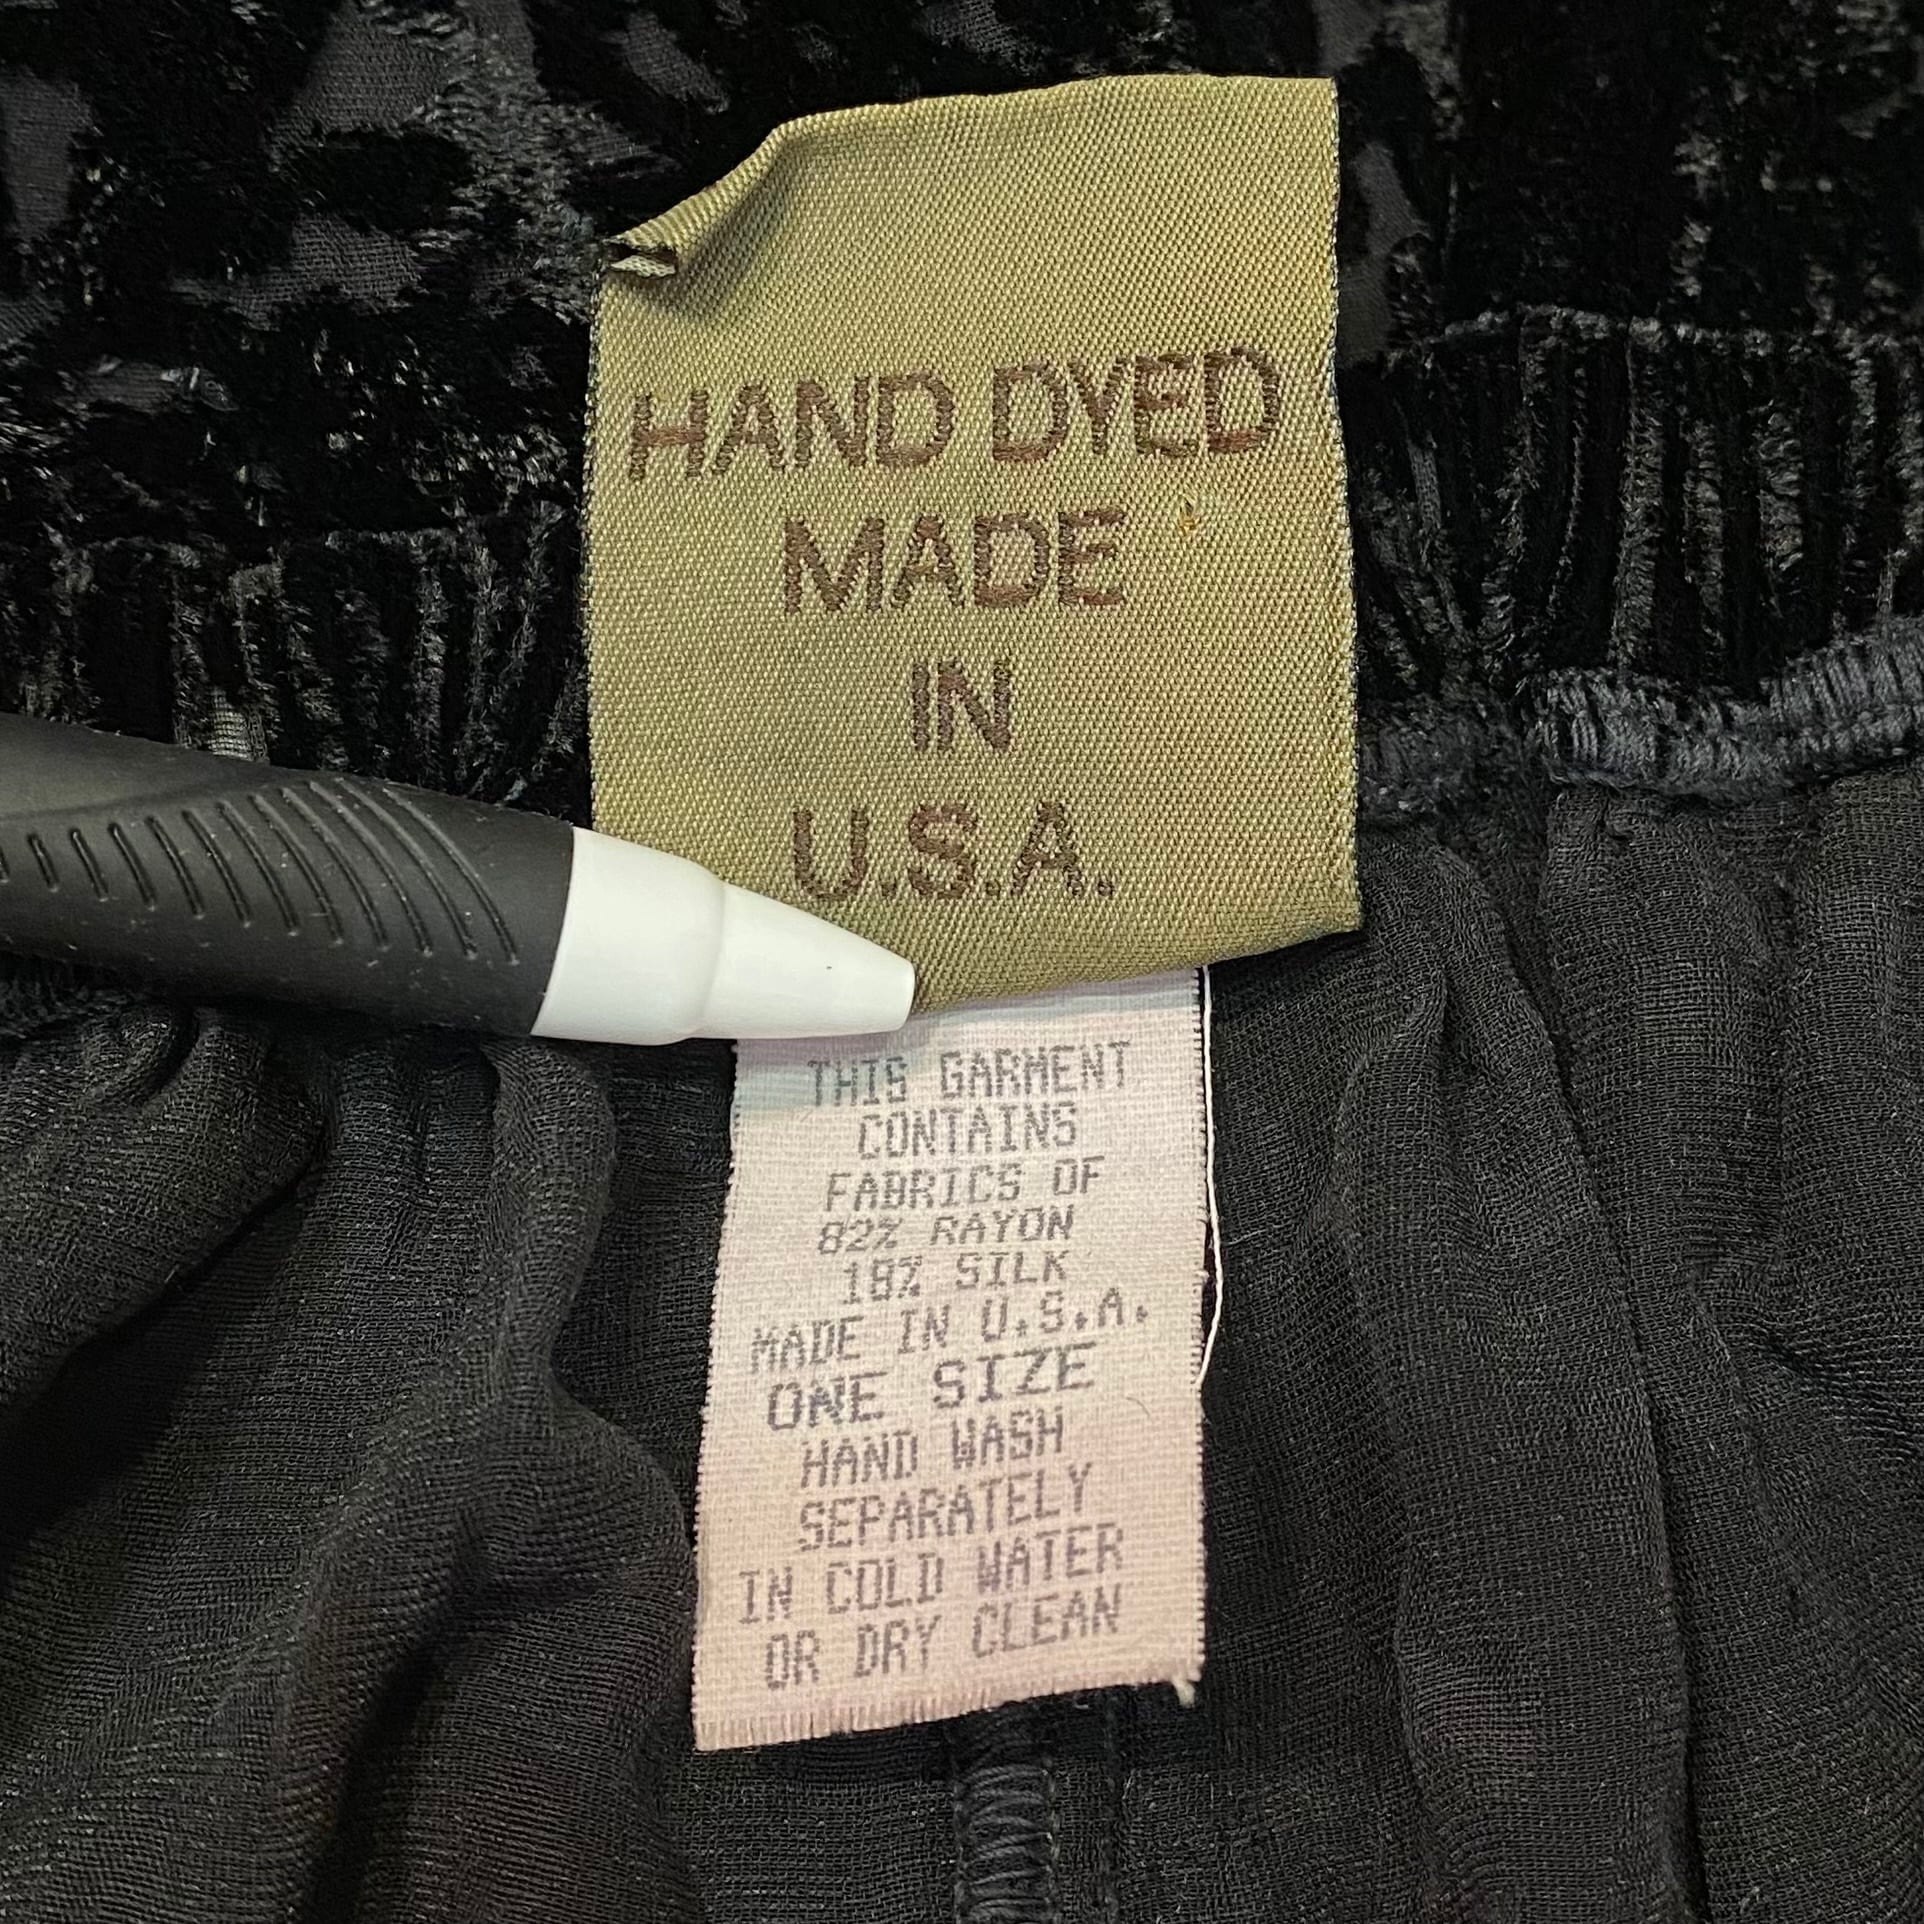 HAND DYED
MADE
IN
U.S.A.
THIS GARMENT
CONTAINS
FABRICS OF
82% RAYON
18% SILK
MADE IN U.S.A.
ONE SIZE
HAND WASH
SEPARATELY
IN COLD WATER
OR DRY CLEAN